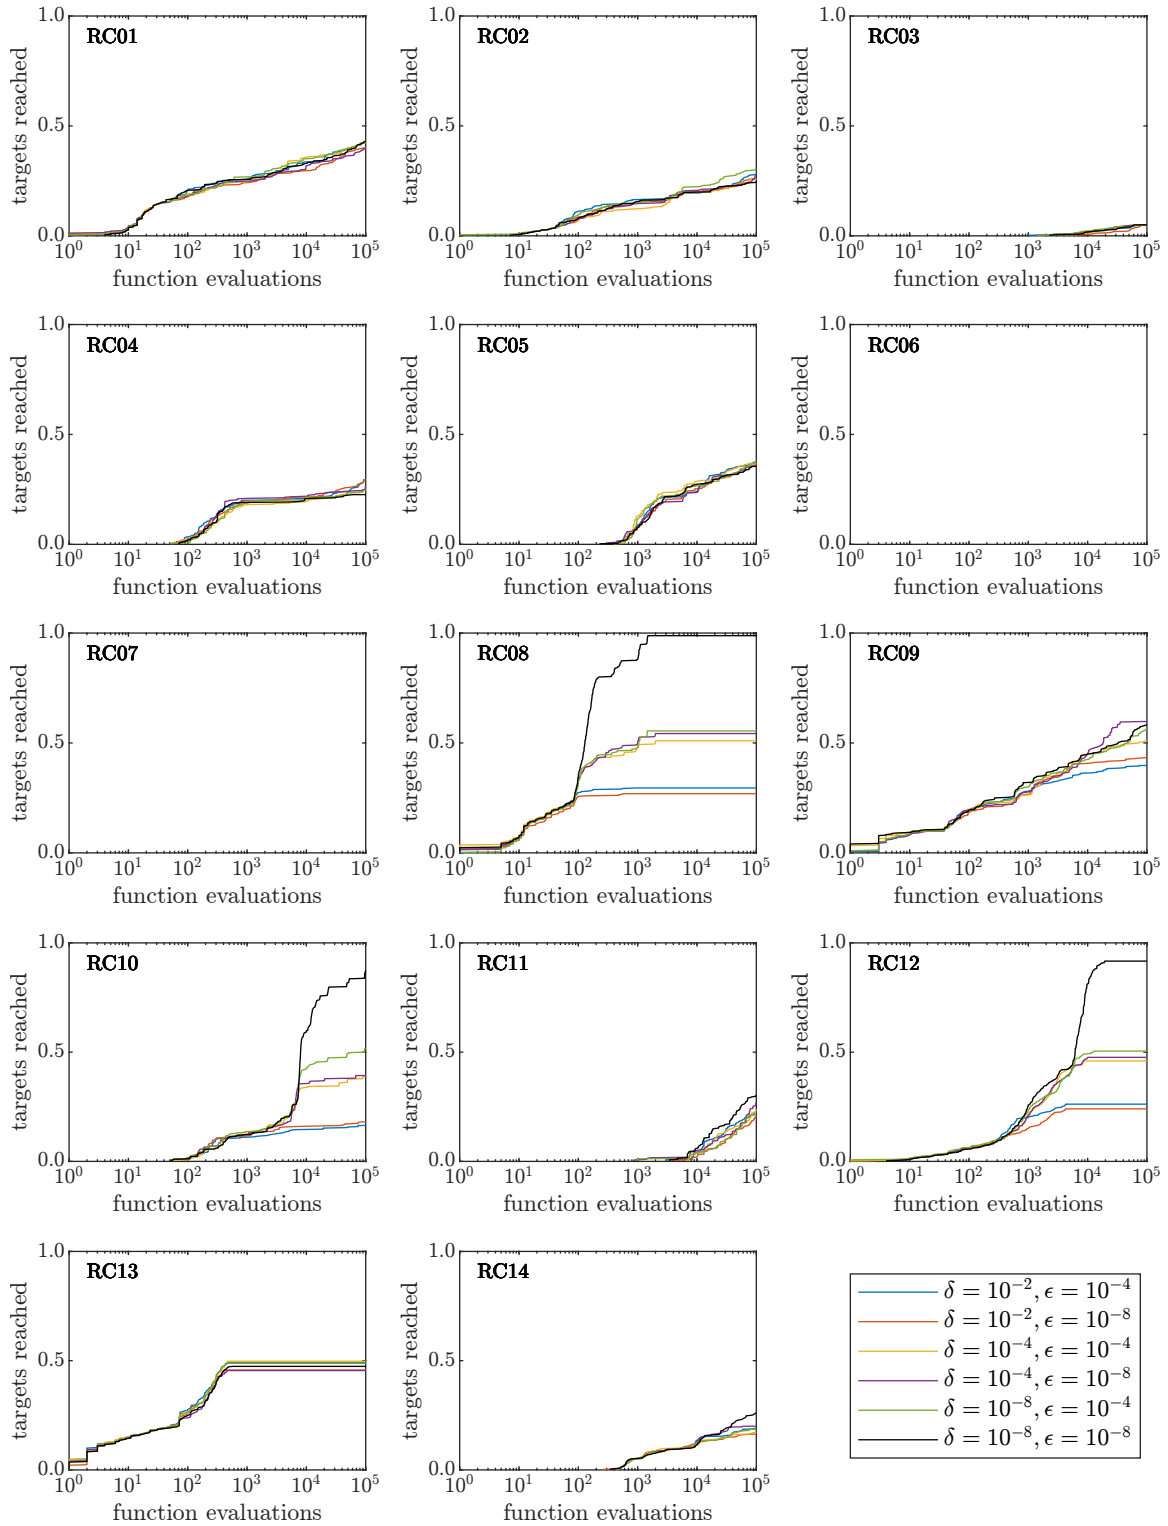 RC01
1.0
0.5
0.0
targets reached
10^0 10^1 10^2 10^3 10^4 10^5
function evaluations
RC02
1.0
0.5
0.0
targets reached
10^0 10^1 10^2 10^3 10^4 10^5
function evaluations
RC03
1.0
0.5
0.0
targets reached
10^0 10^1 10^2 10^3 10^4 10^5
function evaluations
RC04
1.0
0.5
0.0
targets reached
10^0 10^1 10^2 10^3 10^4 10^5
function evaluations
RC05
1.0
0.5
0.0
targets reached
10^0 10^1 10^2 10^3 10^4 10^5
function evaluations
RC06
1.0
0.5
0.0
targets reached
10^0 10^1 10^2 10^3 10^4 10^5
function evaluations
RC07
1.0
0.5
0.0
targets reached
10^0 10^1 10^2 10^3 10^4 10^5
function evaluations
RC08
1.0
0.5
0.0
targets reached
10^0 10^1 10^2 10^3 10^4 10^5
function evaluations
RC09
1.0
0.5
0.0
targets reached
10^0 10^1 10^2 10^3 10^4 10^5
function evaluations
RC10
1.0
0.5
0.0
targets reached
10^0 10^1 10^2 10^3 10^4 10^5
function evaluations
RC11
1.0
0.5
0.0
targets reached
10^0 10^1 10^2 10^3 10^4 10^5
function evaluations
RC12
1.0
0.5
0.0
targets reached
10^0 10^1 10^2 10^3 10^4 10^5
function evaluations
RC13
1.0
0.5
0.0
targets reached
10^0 10^1 10^2 10^3 10^4 10^5
function evaluations
RC14
1.0
0.5
0.0
targets reached
10^0 10^1 10^2 10^3 10^4 10^5
function evaluations
δ = 10^−2, ϵ = 10^−4
δ = 10^−2, ϵ = 10^−8
δ = 10^−4, ϵ = 10^−4
δ = 10^−4, ϵ = 10^−8
δ = 10^−8, ϵ = 10^−4
δ = 10^−8, ϵ = 10^−8